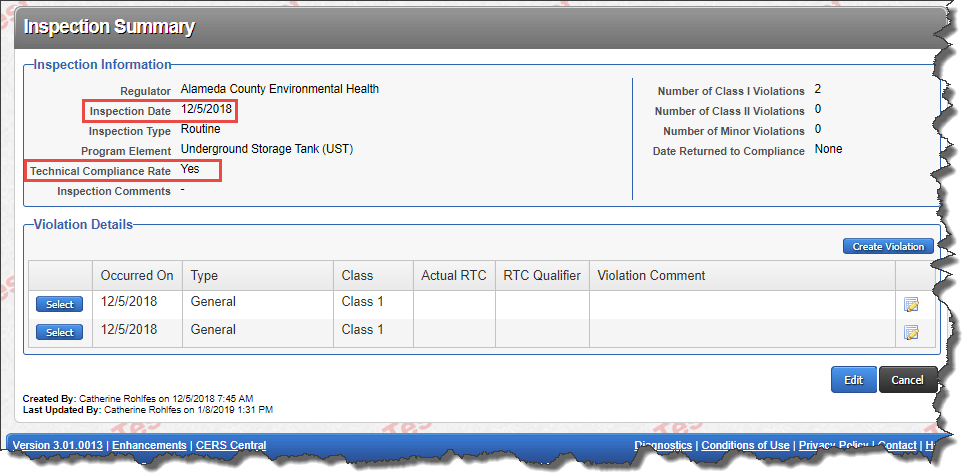 Inspection Summary
Inspection Information
Regulator Alameda County Environmental Health
Inspection Date 12/5/2018
Inspection Type Routine
Program Element Underground Storage Tank (UST)
Technical Compliance Rate Yes
Inspection Comments -
Number of Class I Violations 2
Number of Class II Violations 0
Number of Minor Violations 0
Date Returned to Compliance None
Violation Details
Create Violation
Occurred On Type Class Actual RTC RTC Qualifier Violation Comment
Select 12/5/2018 General Class 1
Select 12/5/2018 General Class 1
Edit Cancel
Created By: Catherine Rohlfes on 12/5/2018 7:45 AM
Last Updated By: Catherine Rohlfes on 1/8/2019 1:31 PM
Version 3.01.0013 | Enhancements | CERS Central
Diagnostics | Conditions of Use | Privacy Policy | Contact |